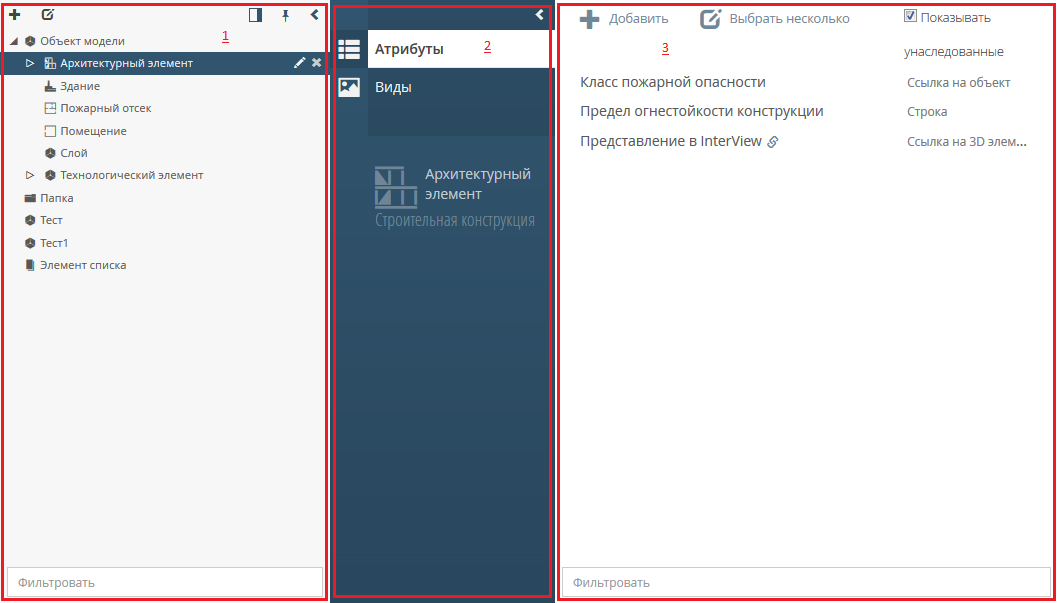 1
Объект модели
Архитектурный элемент
Здание
Пожарный отсек
Помещение
Слой
Технологический элемент
Папка
Тест
Тест1
Элемент списка
Фильтровать
Атрибуты
2
Виды
Архитектурный
элемент
Строительная конструкция
Добавить
Выбрать несколько
Показывать
унаследованные
3
Класс пожарной опасности
Ссылка на объект
Предел огнестойкости конструкции
Строка
Представление в InterView
Ссылка на 3D элем...
Фильтровать